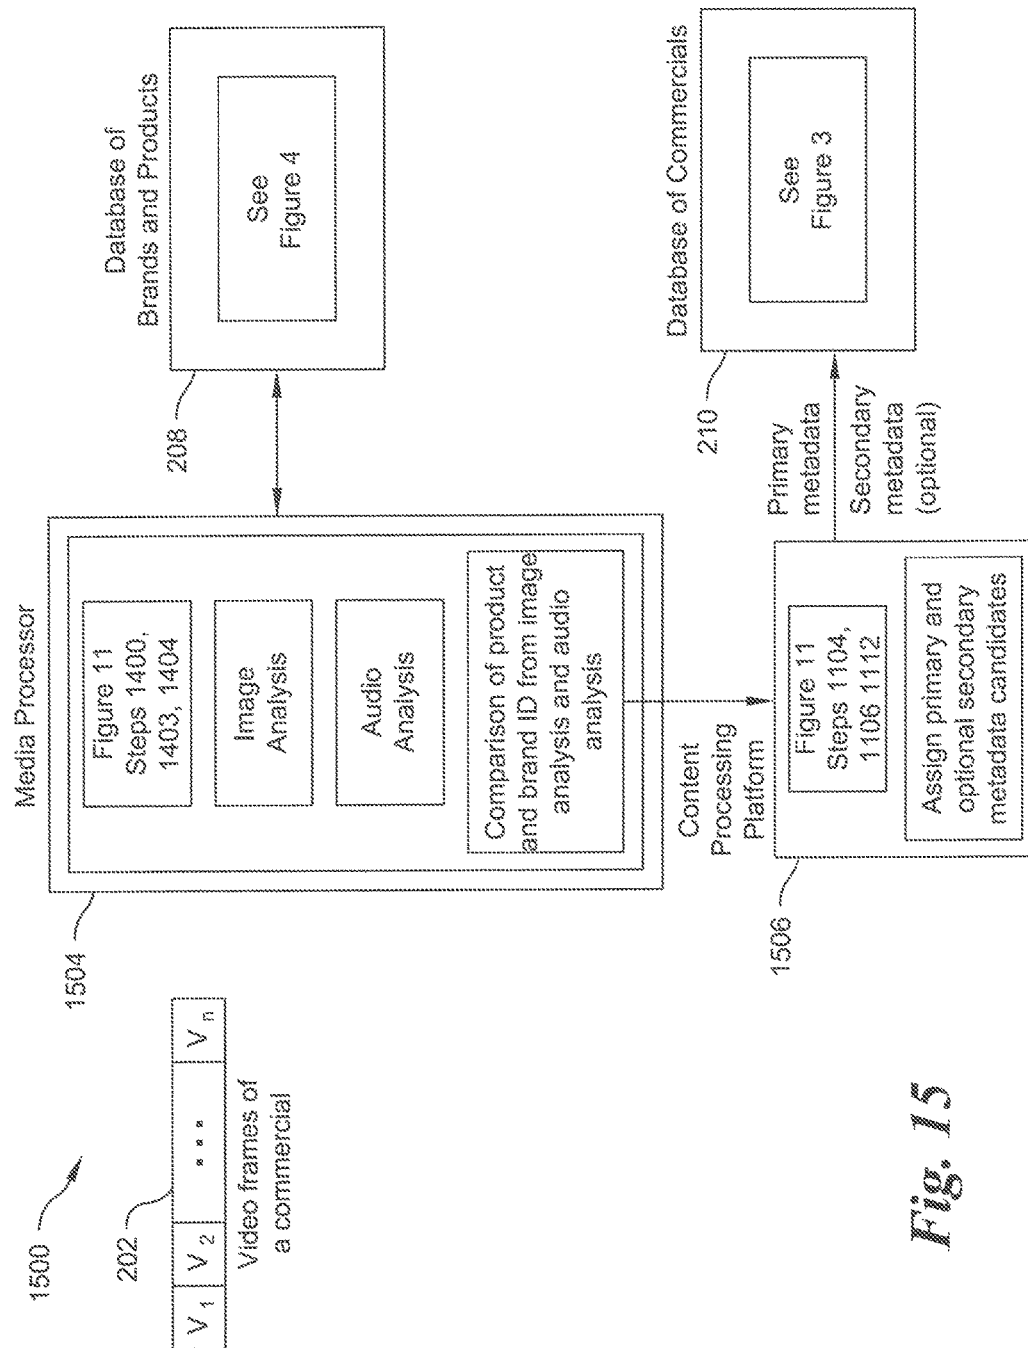 1500
202
V1
V2
...
Vn
Video frames of
a commercial
Media Processor
1504
Figure 11
Steps 1400,
1403, 1404
Image
Analysis
Audio
Analysis
Comparison of product
and brand ID from image
analysis and audio
analysis
Database of
Brands and Products
208
See
Figure 4
Content
Processing
Platform
1506
Figure 11
Steps 1104,
1106 1112
Assign primary and
optional secondary
metadata candidates
Primary
metadata
Secondary
metadata
(optional)
Database of Commercials
210
See
Figure 3
Fig. 15